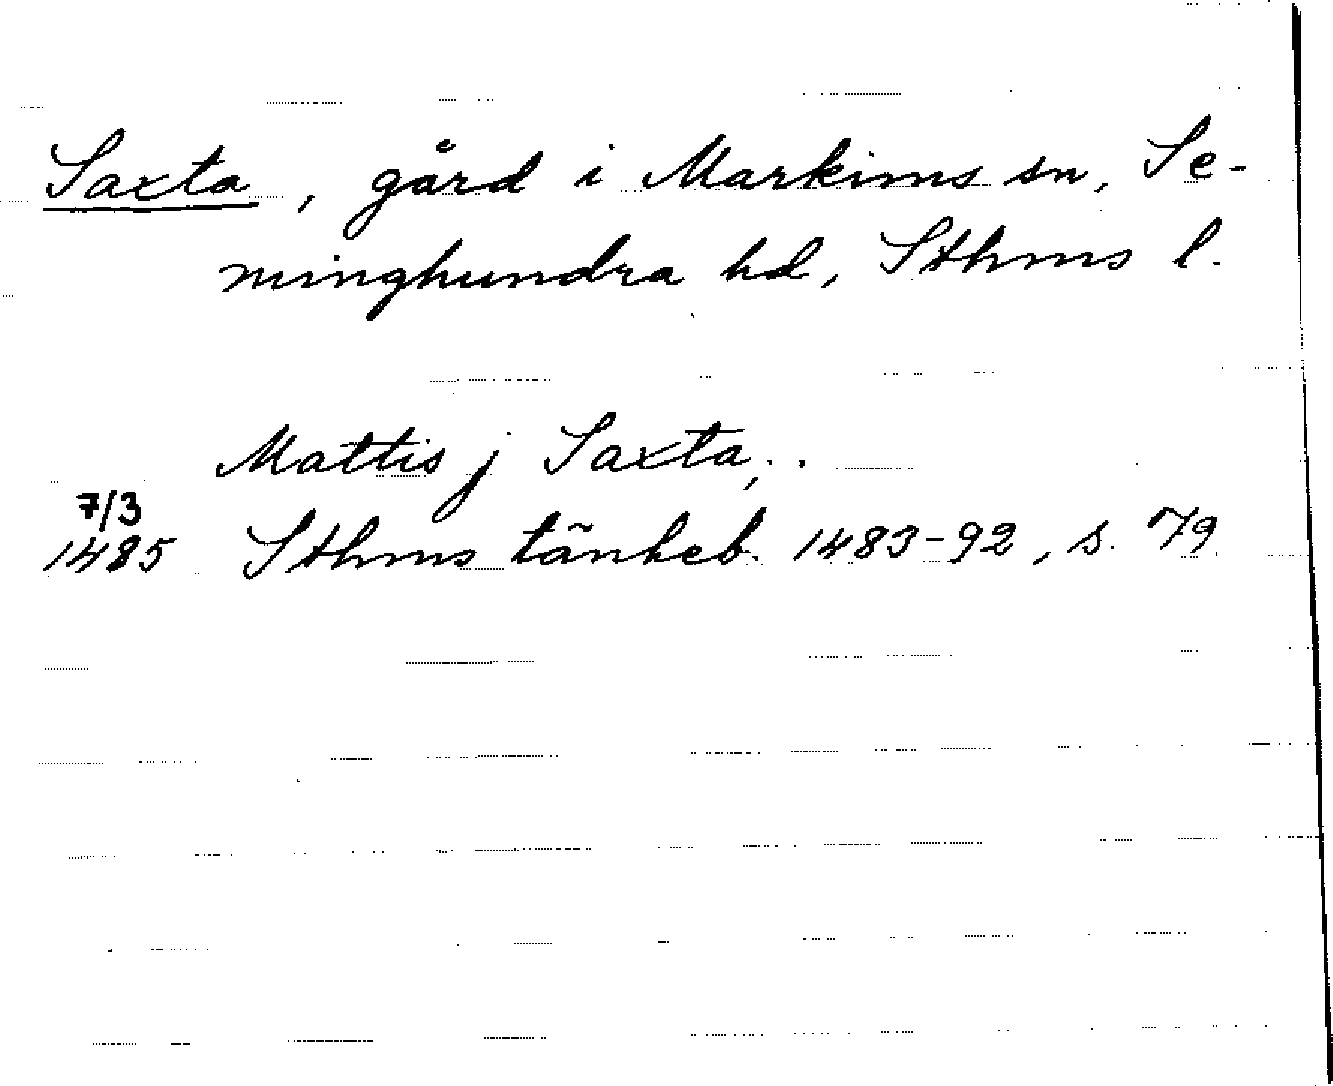 Saxta, gård i Markims sn, Se-
minghundra hd, Sthms l.
Mattis j Saxta, . .
7/3
1485 Sthms tänkeb. 1483-92, s. 79